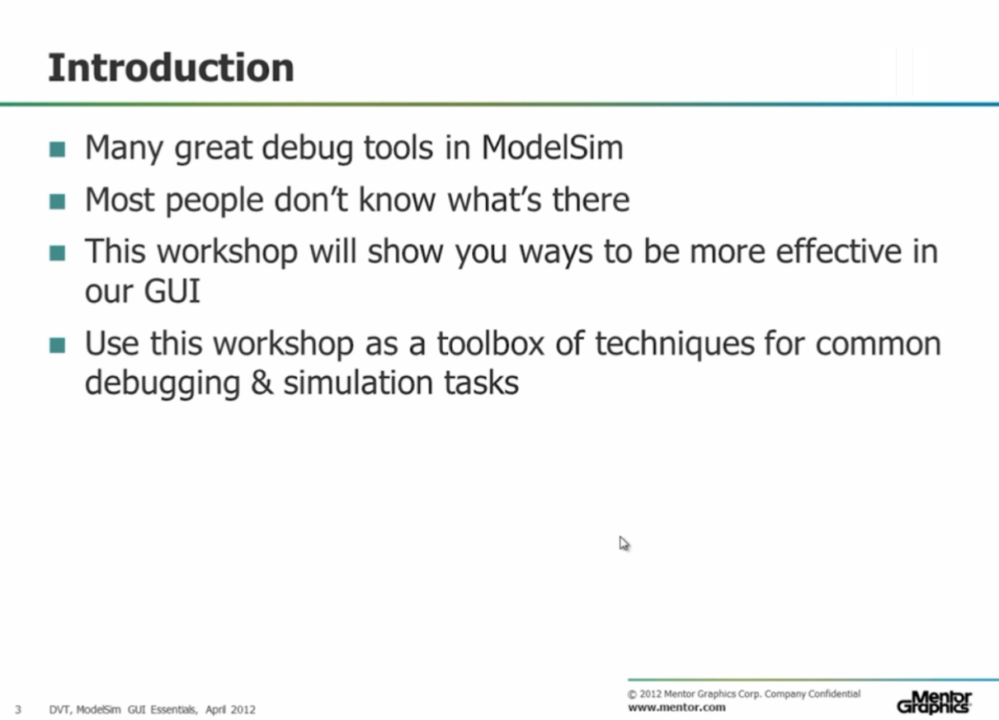 Introduction
Many great debug tools in ModelSim
Most people don't know what's there
This workshop will show you ways to be more effective in
our GUI
Use this workshop as a toolbox of techniques for common
debugging & simulation tasks
3 DVT, ModelSim GUI Essentials, April 2012
© 2012 Mentor Graphics Corp. Company Confidential
www.mentor.com
Mentor
Graphics